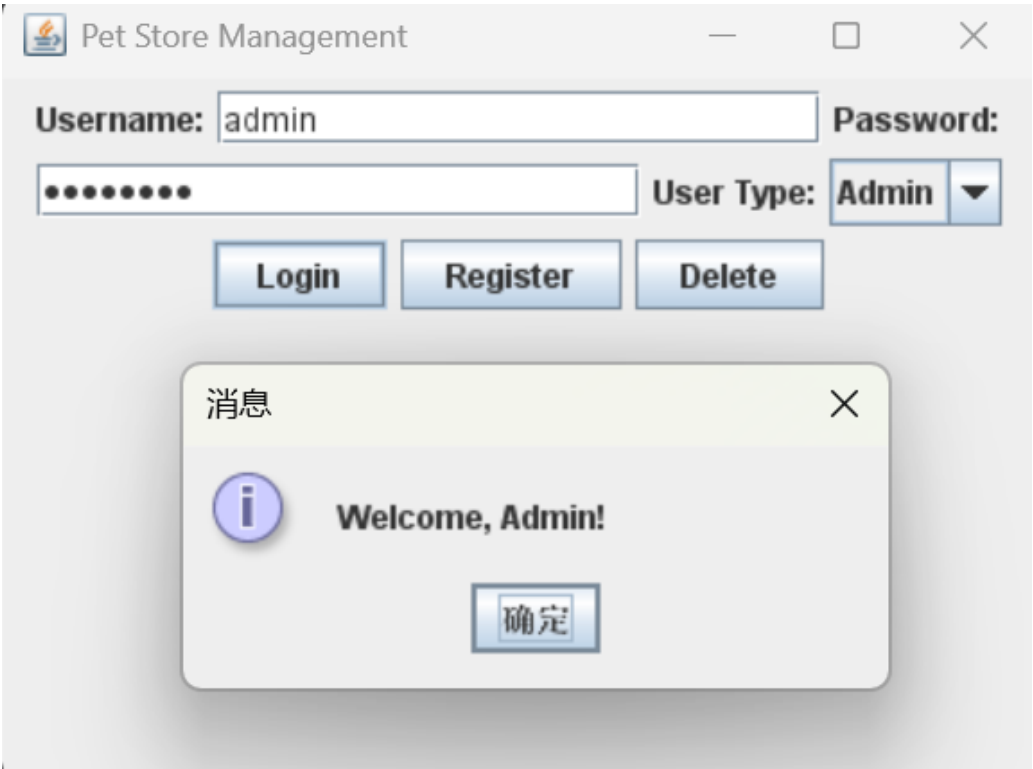 Pet Store Management
Username: admin Password:
•••••••• User Type: Admin
Login Register Delete
消息
Welcome, Admin!
确定